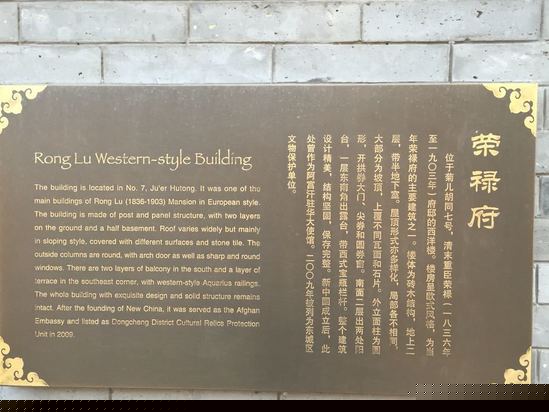 Rong Lu Western-style Building
The building is located in No. 7, Ju'er Hutong. It was one of the
main buildings of Rong Lu (1836-1903) Mansion in European style.
The building is made of post and panel structure, with two layers
on the ground and a half basement. Roof varies widely but mainly
in sloping style, covered with different surfaces and stone tile. The
outside columns are round, with arch door as well as sharp and round
windows. There are two layers of balcony in the south and a layer of
terrace in the southeast corner, with western-style Aquarius railings.
The whole building with exquisite design and solid structure remains
intact. After the founding of New China, it was served as the Afghan
Embassy and listed as Dongcheng District Cultural Relics Protection
Unit in 2009.
荣禄府
位于菊儿胡同七号,清末重臣荣禄(一八三六年
至一九〇三年)府邸的西洋楼。楼房呈欧式风格,为当
年荣禄府的主要建筑之一。楼体为砖木结构,地上二
层,带半地下室。屋顶形式亦多样化,局部各不相同,
大部分为坡顶,上覆不同瓦面和石片。外立面柱为圆
形,开拱券大门、尖券和圆券窗。南面二层出两处阳
台,一层东南角出露台,带西式宝瓶栏杆。整个建筑
设计精美,结构坚固,保存完整。新中国成立后,此
处曾作为阿富汗驻华大使馆。二〇〇九年被列为东城区
文物保护单位。